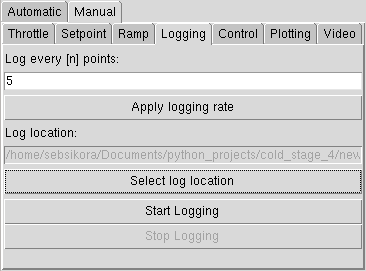 Automatic Manual
Throttle Setpoint Ramp Logging Control Plotting Video
Log every [n] points:
5
Apply logging rate
Log location:
/home/sebsikora/Documents/python_projects/cold_stage_4/new
Select log location
Start Logging
Stop Logging